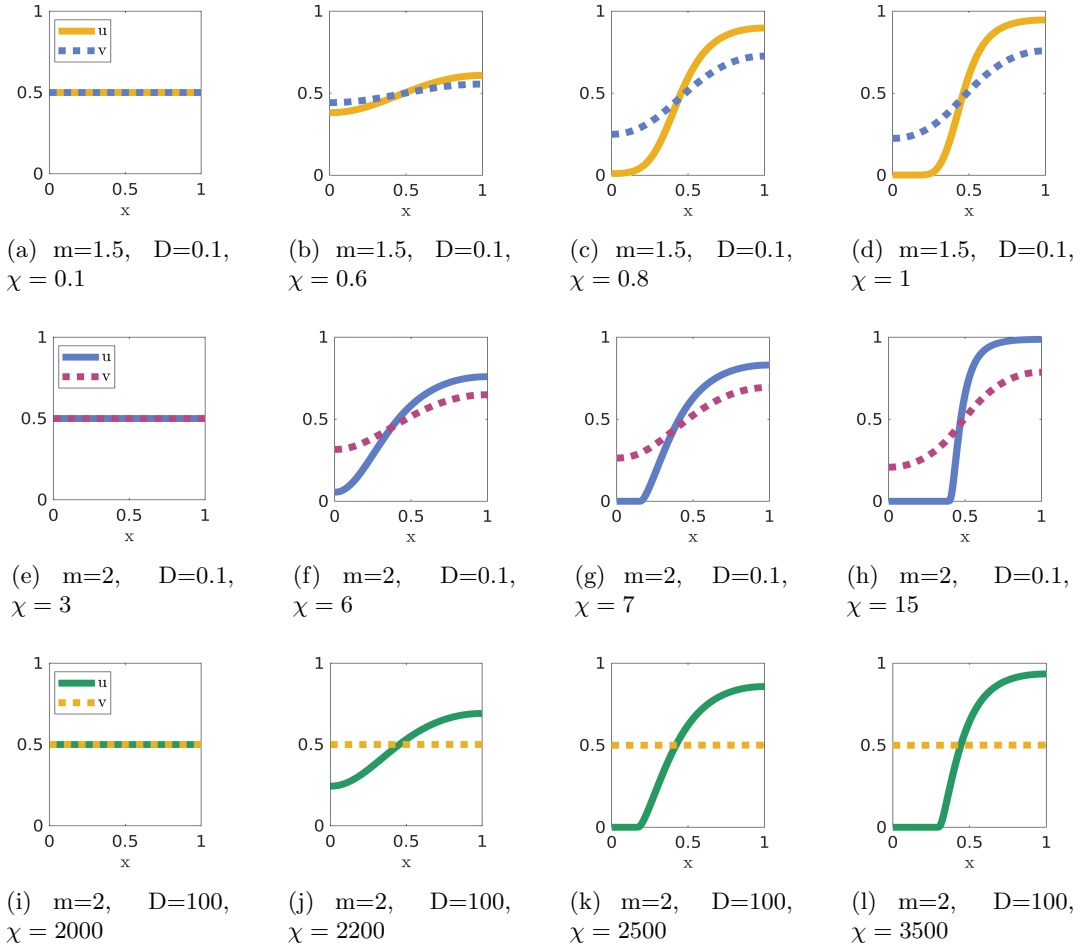 1
u
v
0.5
0
0 0.5 1
x
1
0.5
0
0 0.5 1
x
1
0.5
0
0 0.5 1
x
1
0.5
0
0 0.5 1
x
(a) m=1.5, D=0.1,
χ = 0.1
(b) m=1.5, D=0.1,
χ = 0.6
(c) m=1.5, D=0.1,
χ = 0.8
(d) m=1.5, D=0.1,
χ = 1
1
u
v
0.5
0
0 0.5 1
x
1
0.5
0
0 0.5 1
x
1
0.5
0
0 0.5 1
x
1
0.5
0
0 0.5 1
x
(e) m=2, D=0.1,
χ = 3
(f) m=2, D=0.1,
χ = 6
(g) m=2, D=0.1,
χ = 7
(h) m=2, D=0.1,
χ = 15
1
u
v
0.5
0
0 0.5 1
x
1
0.5
0
0 0.5 1
x
1
0.5
0
0 0.5 1
x
1
0.5
0
0 0.5 1
x
(i) m=2, D=100,
χ = 2000
(j) m=2, D=100,
χ = 2200
(k) m=2, D=100,
χ = 2500
(l) m=2, D=100,
χ = 3500